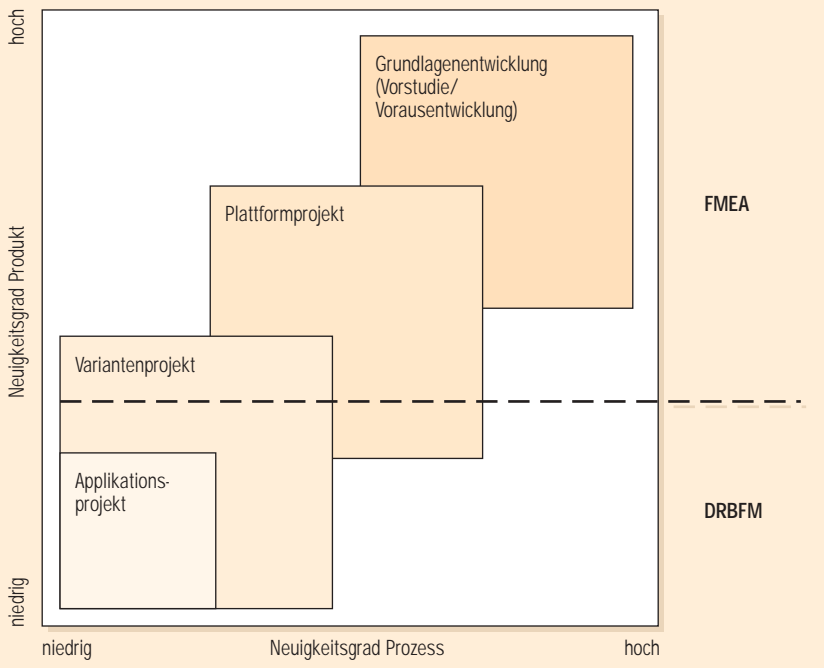 hoch
Grundlagenentwicklung
(Vorstudie/
Vorausentwicklung)
FMEA
Plattformprojekt
Neuigkeitsgrad Produkt
Variantenprojekt
Applikations-
projekt
DRBFM
niedrig
niedrig
Neuigkeitsgrad Prozess
hoch